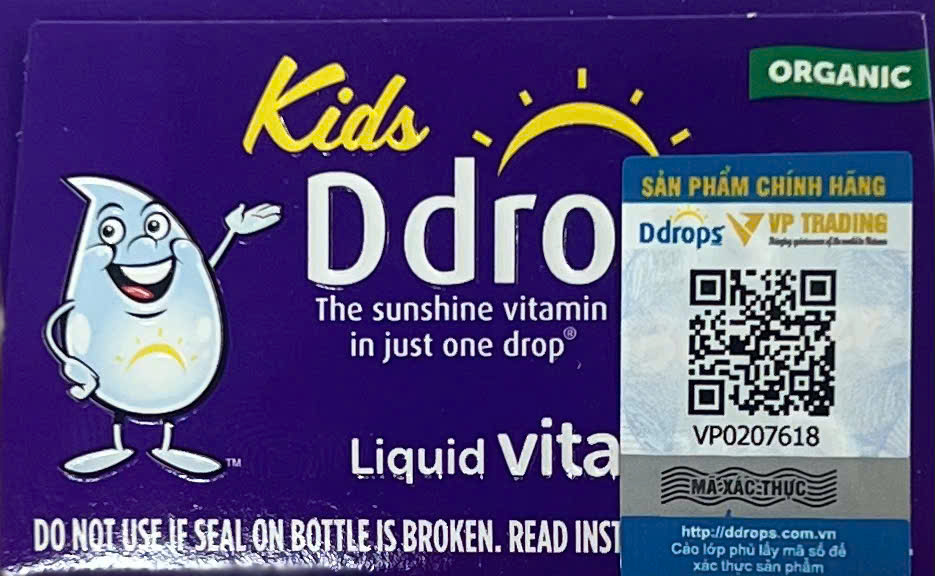 Kids
ORGANIC
Ddro
The sunshine vitamin
in just one drop®
Liquid vita
TM
DO NOT USE IF SEAL ON BOTTLE IS BROKEN. READ INST
SẢN PHẨM CHÍNH HÃNG
Ddrops VP TRADING
VP0207618
MÃ XÁC THỰC
http://ddrops.com.vn
Cào lớp phủ lấy mã số để
xác thực sản phẩm